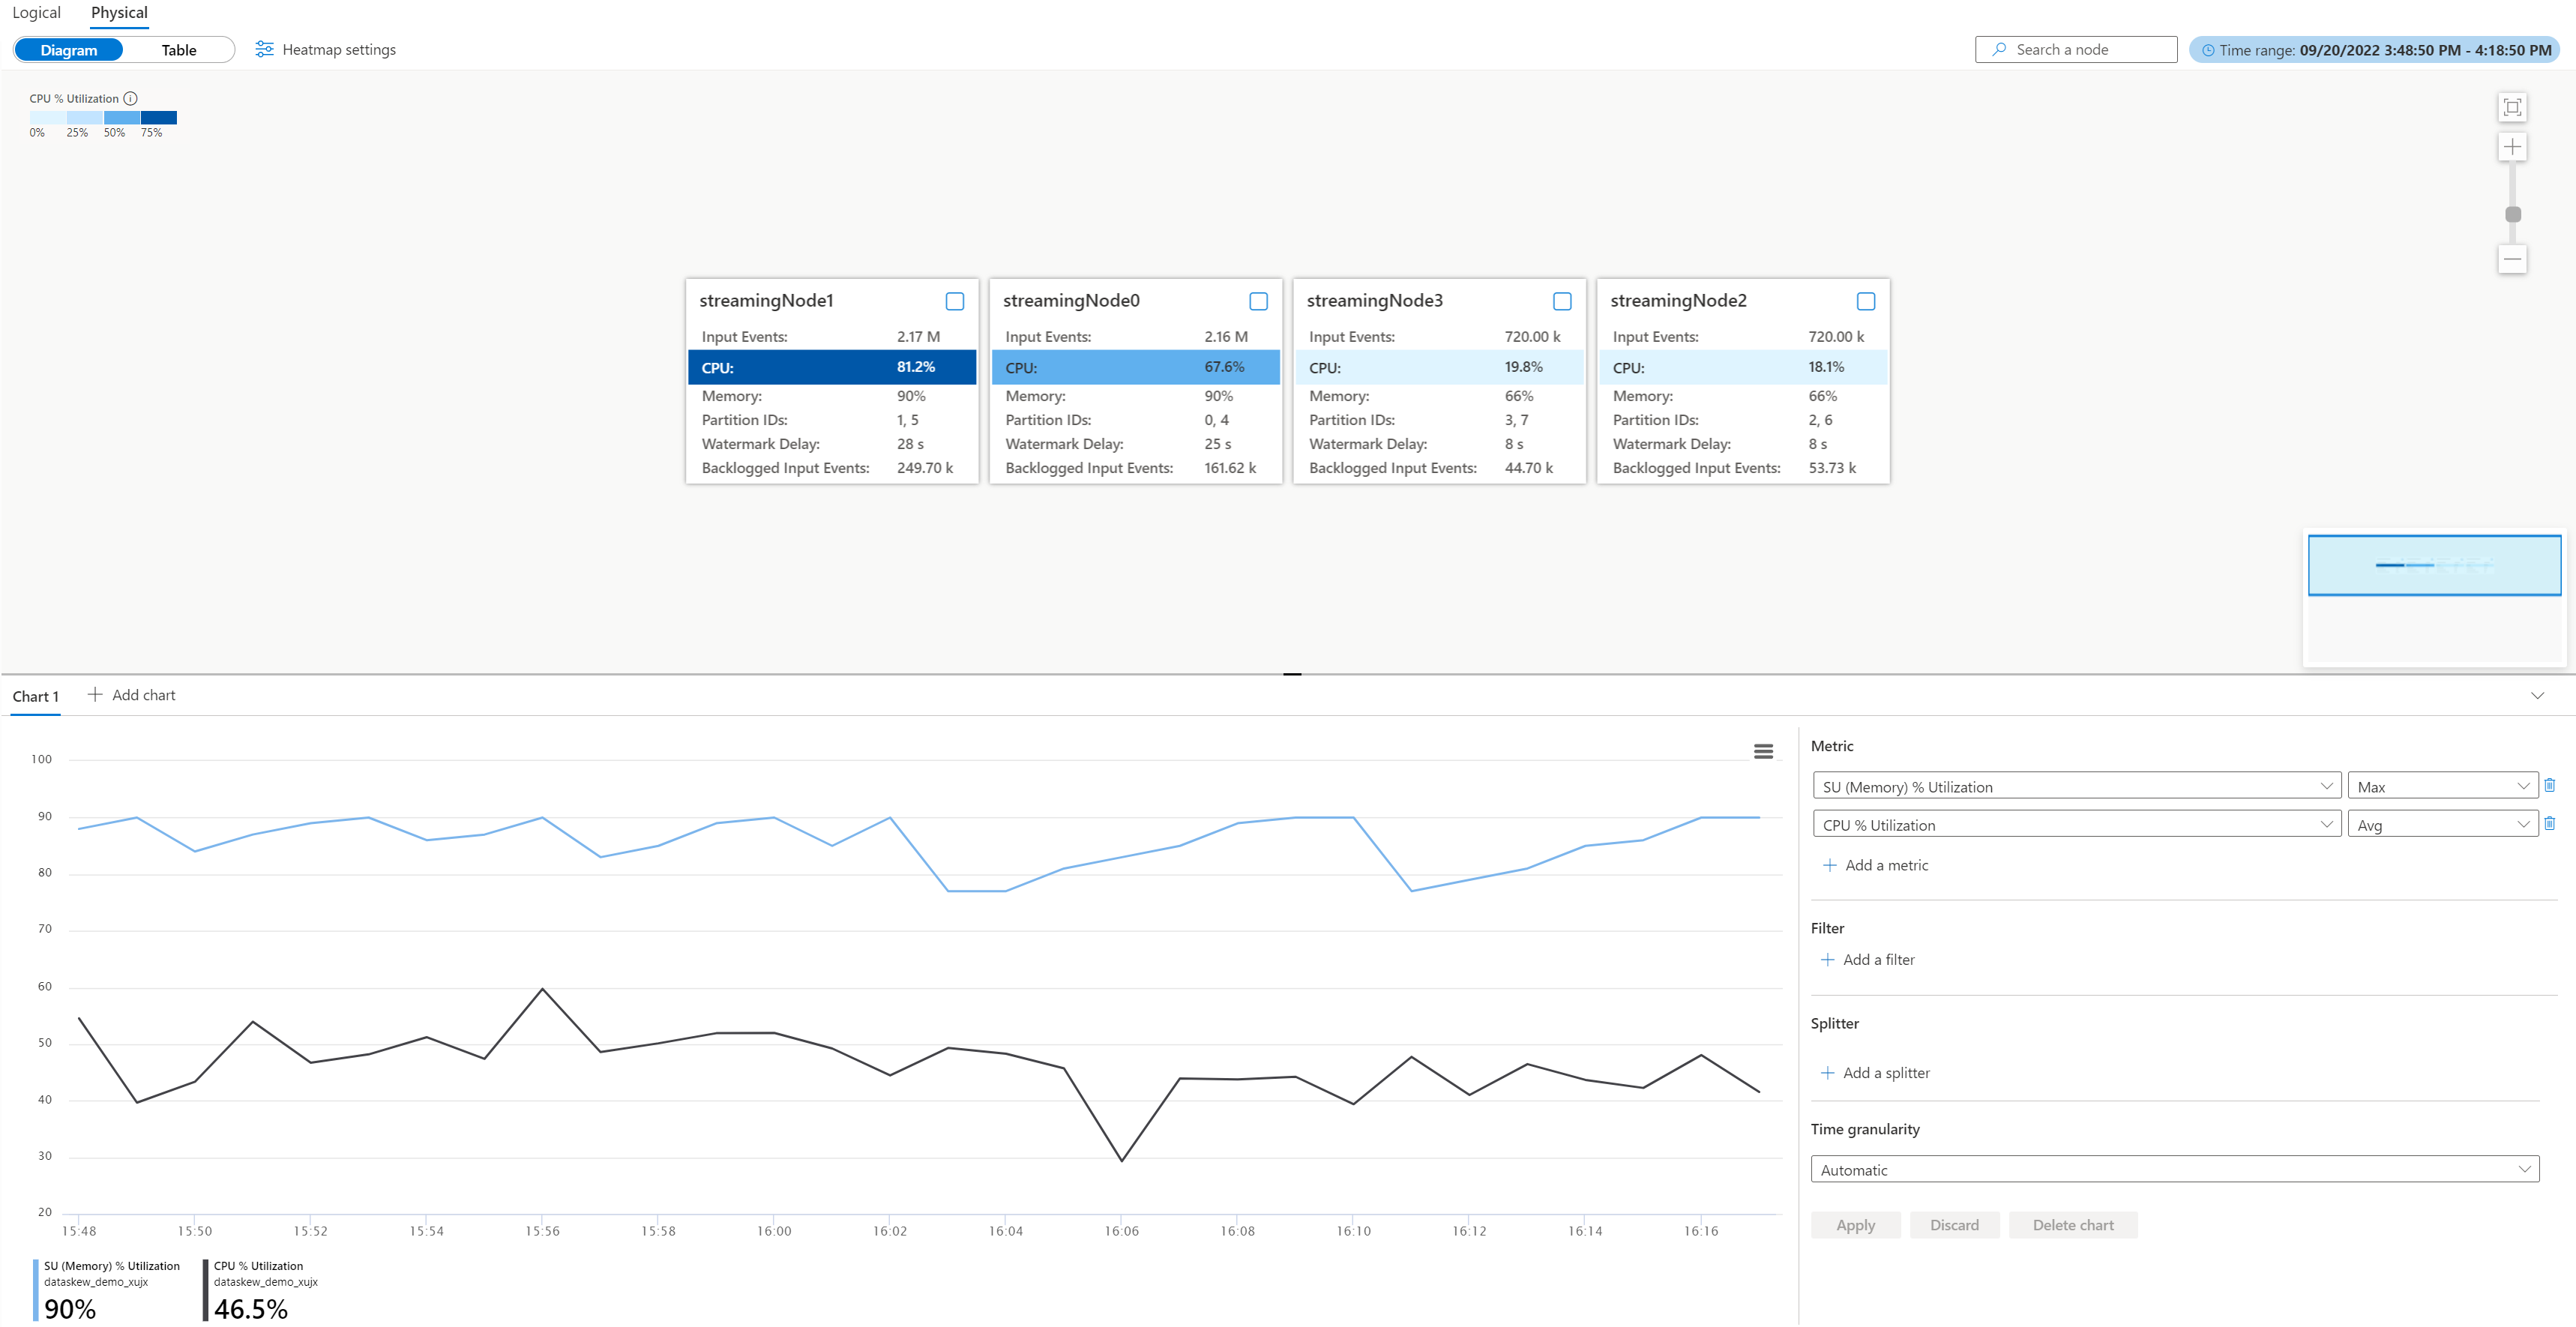 Logical Physical
Diagram Table Heatmap settings Search a node Time range: 09/20/2022 3:48:50 PM - 4:18:50 PM
CPU % Utilization
0% 25% 50% 75%
streamingNode1
Input Events: 2.17 M
CPU: 81.2%
Memory: 90%
Partition IDs: 1, 5
Watermark Delay: 28 s
Backlogged Input Events: 249.70 k
streamingNode0
Input Events: 2.16 M
CPU: 67.6%
Memory: 90%
Partition IDs: 0, 4
Watermark Delay: 25 s
Backlogged Input Events: 161.62 k
streamingNode3
Input Events: 720.00 k
CPU: 19.8%
Memory: 66%
Partition IDs: 3, 7
Watermark Delay: 8 s
Backlogged Input Events: 44.70 k
streamingNode2
Input Events: 720.00 k
CPU: 18.1%
Memory: 66%
Partition IDs: 2, 6
Watermark Delay: 8 s
Backlogged Input Events: 53.73 k
Chart 1 Add chart
100
90
80
70
60
50
40
30
20
15:48 15:50 15:52 15:54 15:56 15:58 16:00 16:02 16:04 16:06 16:08 16:10 16:12 16:14 16:16
SU (Memory) % Utilization
dataskew_demo_xujx
90%
CPU % Utilization
dataskew_demo_xujx
46.5%
Metric
SU (Memory) % Utilization Max
CPU % Utilization Avg
Add a metric
Filter
Add a filter
Splitter
Add a splitter
Time granularity
Automatic
Apply Discard Delete chart